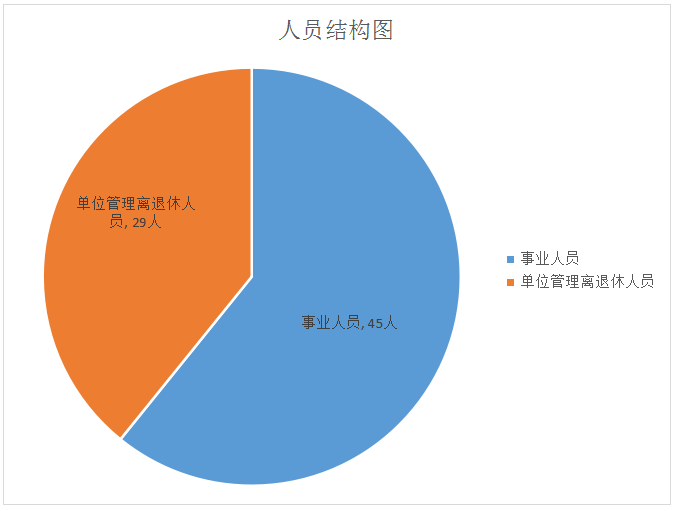 人员结构图
单位管理离退休人
员, 29人
事业人员, 45人
事业人员
单位管理离退休人员